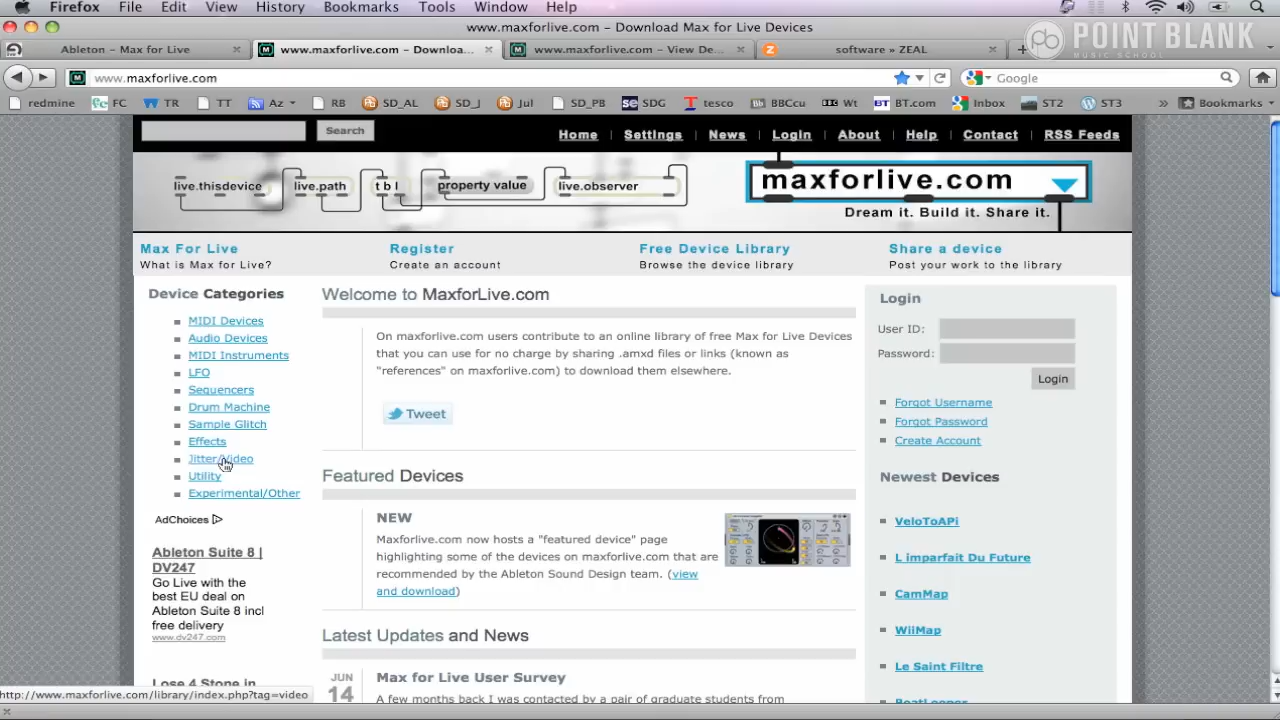 Firefox File Edit View History Bookmarks Tools Window Help
www.maxforlive.com – Download Max for Live Devices
Ableton – Max for Live
www.maxforlive.com – Downloa...
www.maxforlive.com – View De...
software » ZEAL
POINT BLANK
MUSIC SCHOOL
www.maxforlive.com
Google
redmine FC TR TT Az RB SD_AL SD_J Jul SD_PB SDG tesco BBCcu Wt BT.com Inbox ST2 ST3 » Bookmarks
Search
Home Settings News Login About Help Contact RSS Feeds
live.thisdevice live.path t b l property value live.observer
maxforlive.com
Dream it. Build it. Share it.
Max For Live
What is Max for Live?
Register
Create an account
Free Device Library
Browse the device library
Share a device
Post your work to the library
Device Categories
MIDI Devices
Audio Devices
MIDI Instruments
LFO
Sequencers
Drum Machine
Sample Glitch
Effects
Jitter/Video
Utility
Experimental/Other
AdChoices
Ableton Suite 8 |
DV247
Go Live with the
best EU deal on
Ableton Suite 8 incl
free delivery
www.dv247.com
Lose 4 Stone in
Welcome to MaxforLive.com
On maxforlive.com users contribute to an online library of free Max for Live Devices
that you can use for no charge by sharing .amxd files or links (known as
"references" on maxforlive.com) to download them elsewhere.
Tweet
Featured Devices
NEW
Maxforlive.com now hosts a "featured device" page
highlighting some of the devices on maxforlive.com that are
recommended by the Ableton Sound Design team. (view
and download)
Latest Updates and News
JUN
14
Max for Live User Survey
A few months back I was contacted by a pair of graduate students from
Login
User ID:
Password:
Login
Forgot Username
Forgot Password
Create Account
Newest Devices
VeloToAPi
L imparfait Du Future
CamMap
WiiMap
Le Saint Filtre
BeatLooper
http://www.maxforlive.com/library/index.php?tag=video